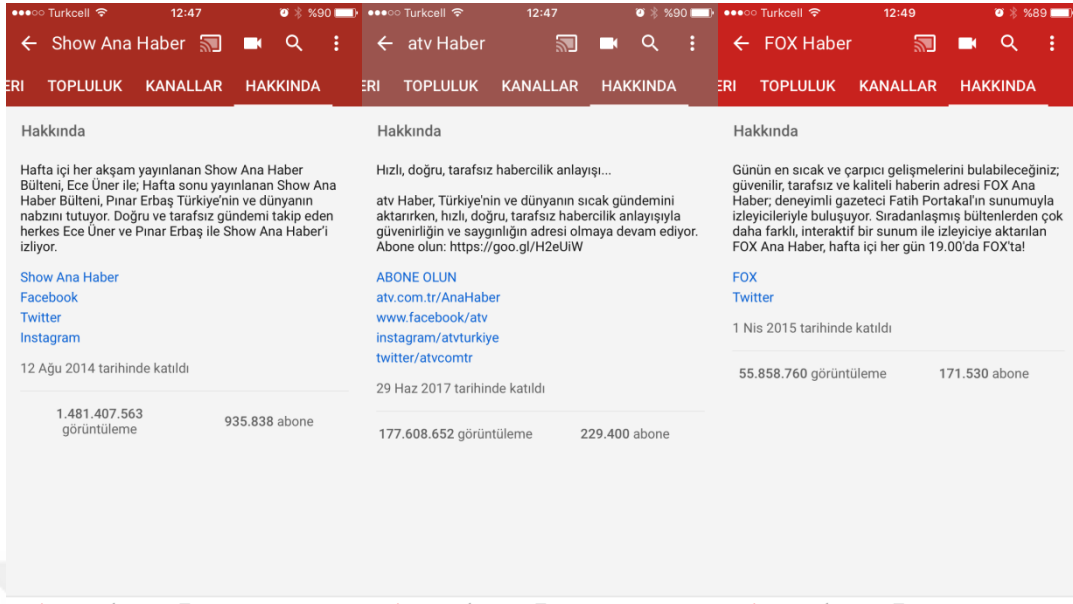 Turkcell 12:47 %90
Show Ana Haber
ERI TOPLULUK KANALLAR HAKKINDA
Hakkında
Hafta içi her akşam yayınlanan Show Ana Haber
Bülteni, Ece Üner ile; Hafta sonu yayınlanan Show Ana
Haber Bülteni, Pınar Erbaş Türkiye'nin ve dünyanın
nabzını tutuyor. Doğru ve tarafsız gündemi takip eden
herkes Ece Üner ve Pınar Erbaş ile Show Ana Haber'i
izliyor.
Show Ana Haber
Facebook
Twitter
Instagram
12 Ağu 2014 tarihinde katıldı
1.481.407.563
görüntüleme
935.838 abone
Turkcell 12:47 %90
atv Haber
ERI TOPLULUK KANALLAR HAKKINDA
Hakkında
Hızlı, doğru, tarafsız habercilik anlayışı...
atv Haber, Türkiye'nin ve dünyanın sıcak gündemini
aktarırken, hızlı, doğru, tarafsız habercilik anlayışıyla
güvenirliğin ve saygınlığın adresi olmaya devam ediyor.
Abone olun: https://goo.gl/H2eUiW
ABONE OLUN
atv.com.tr/AnaHaber
www.facebook/atv
instagram/atvturkiye
twitter/atvcomtr
29 Haz 2017 tarihinde katıldı
177.608.652 görüntüleme 229.400 abone
Turkcell 12:49 %89
FOX Haber
ERI TOPLULUK KANALLAR HAKKINDA
Hakkında
Günün en sıcak ve çarpıcı gelişmelerini bulabileceğiniz;
güvenilir, tarafsız ve kaliteli haberin adresi FOX Ana
Haber; deneyimli gazeteci Fatih Portakal'ın sunumuyla
izleyicileriyle buluşuyor. Sıradanlaşmış bültenlerden çok
daha farklı, interaktif bir sunum ile izleyiciye aktarılan
FOX Ana Haber, hafta içi her gün 19.00'da FOX'ta!
FOX
Twitter
1 Nis 2015 tarihinde katıldı
55.858.760 görüntüleme 171.530 abone